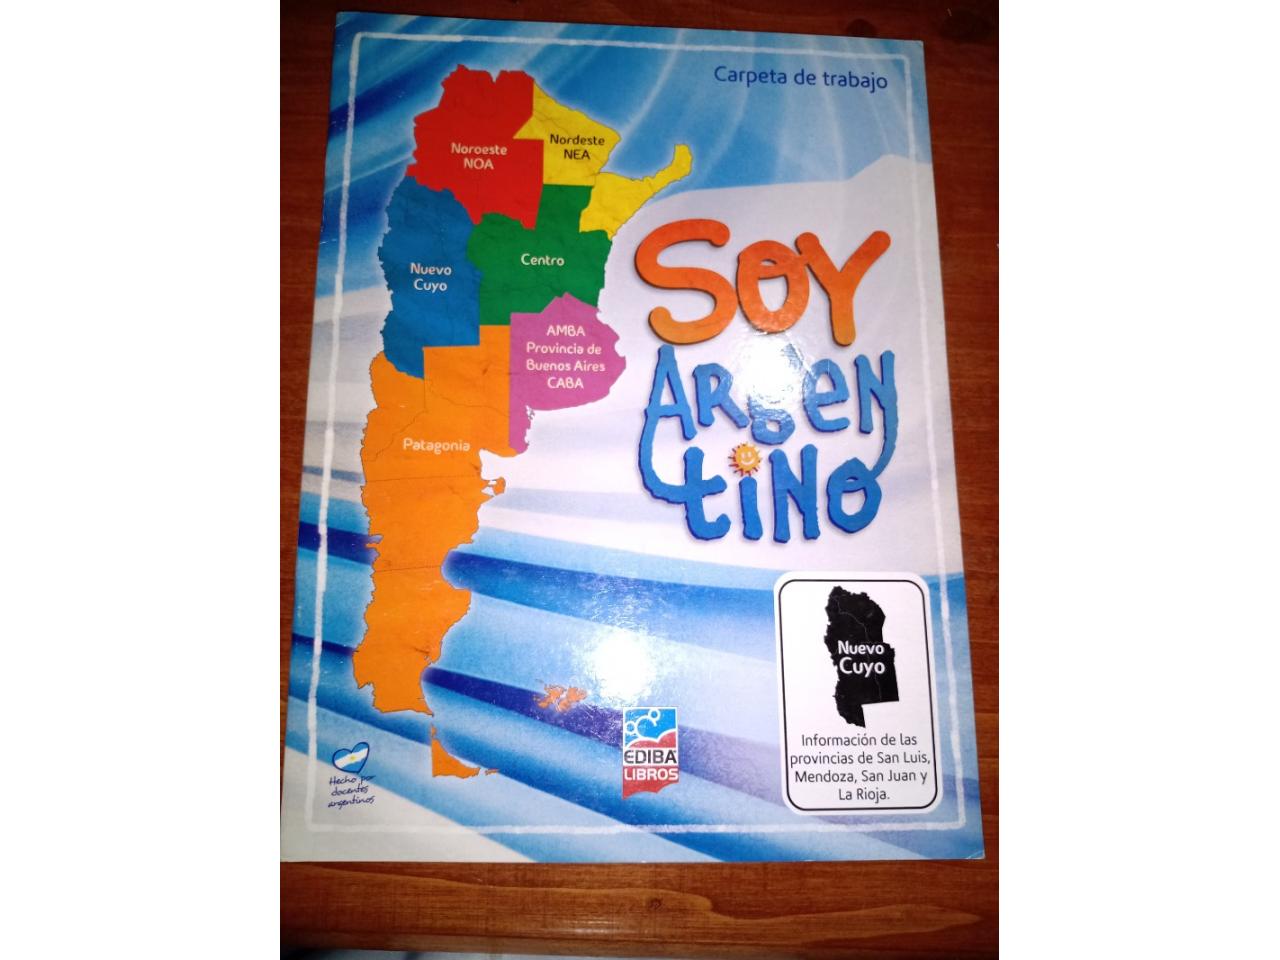 Carpeta de trabajo
Noroeste
NOA
Nordeste
NEA
Nuevo
Cuyo
Centro
AMBA
Provincia de
Buenos Aires
CABA
Patagonia
SOY
ARgEN
tiNo
Nuevo
Cuyo
Información de las
provincias de San Luis,
Mendoza, San Juan y
La Rioja.
EDIBA
LIBROS
Hecho por
docentes
argentinos